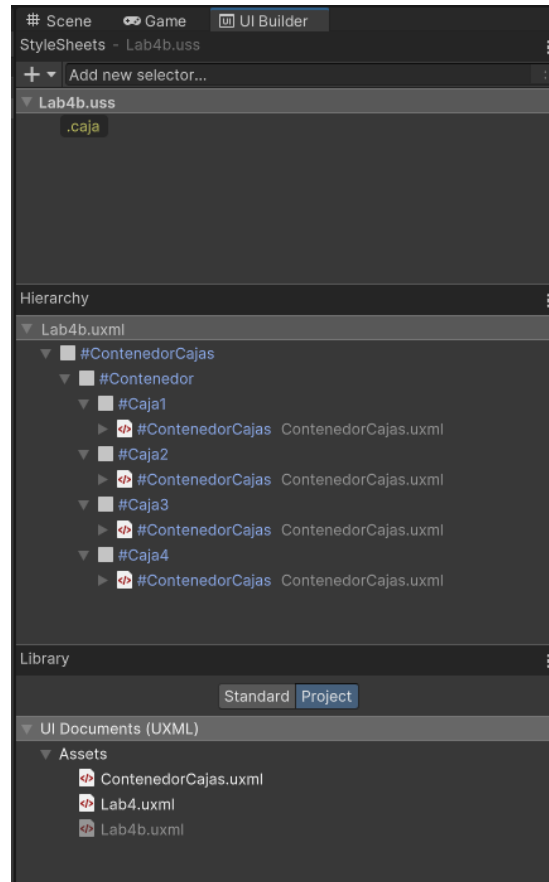 Scene Game UI Builder
StyleSheets - Lab4b.uss
Add new selector...
Lab4b.uss
.caja
Hierarchy
Lab4b.uxml
#ContenedorCajas
#Contenedor
#Caja1
#ContenedorCajas ContenedorCajas.uxml
#Caja2
#ContenedorCajas ContenedorCajas.uxml
#Caja3
#ContenedorCajas ContenedorCajas.uxml
#Caja4
#ContenedorCajas ContenedorCajas.uxml
Library
Standard Project
UI Documents (UXML)
Assets
ContenedorCajas.uxml
Lab4.uxml
Lab4b.uxml